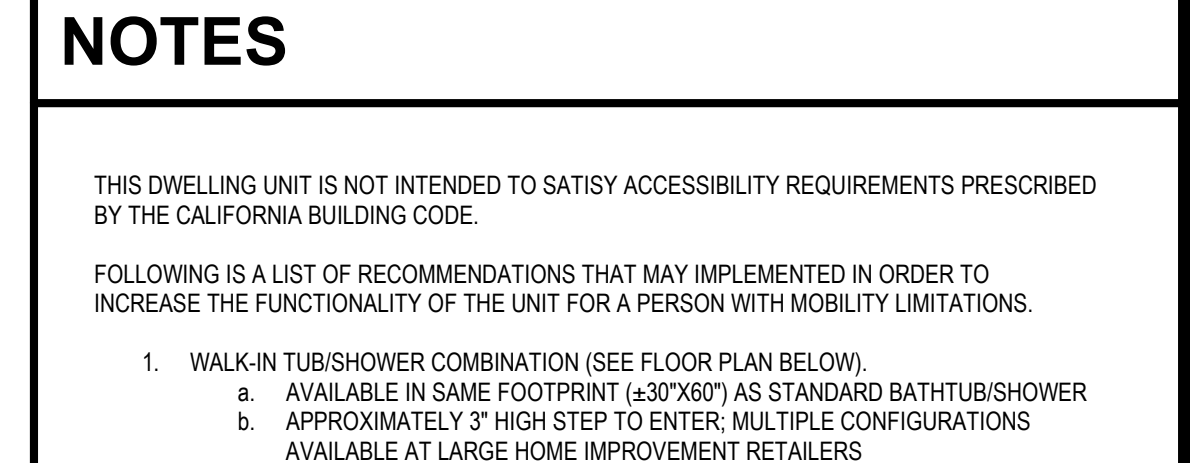 NOTES
THIS DWELLING UNIT IS NOT INTENDED TO SATISY ACCESSIBILITY REQUIREMENTS PRESCRIBED
BY THE CALIFORNIA BUILDING CODE.
FOLLOWING IS A LIST OF RECOMMENDATIONS THAT MAY IMPLEMENTED IN ORDER TO
INCREASE THE FUNCTIONALITY OF THE UNIT FOR A PERSON WITH MOBILITY LIMITATIONS.
1. WALK-IN TUB/SHOWER COMBINATION (SEE FLOOR PLAN BELOW).
a. AVAILABLE IN SAME FOOTPRINT (±30"X60") AS STANDARD BATHTUB/SHOWER
b. APPROXIMATELY 3" HIGH STEP TO ENTER; MULTIPLE CONFIGURATIONS
AVAILABLE AT LARGE HOME IMPROVEMENT RETAILERS